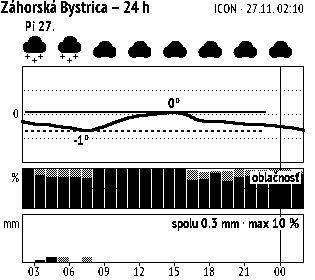 Záhorská Bystrica – 24 h
ICON · 27.11. 02:10
Pi 27.
0°
0
-1°
%
oblačnosť
mm
spolu 0.3 mm · max 10 %
03 06 09 12 15 18 21 00